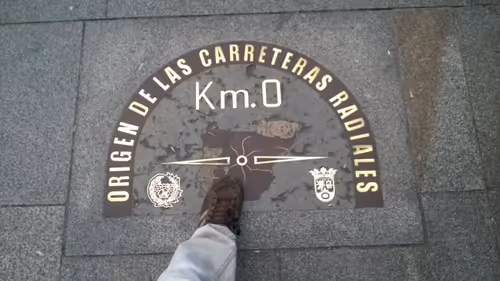 ORIGEN DE LAS CARRETERAS RADIALES
Km.0